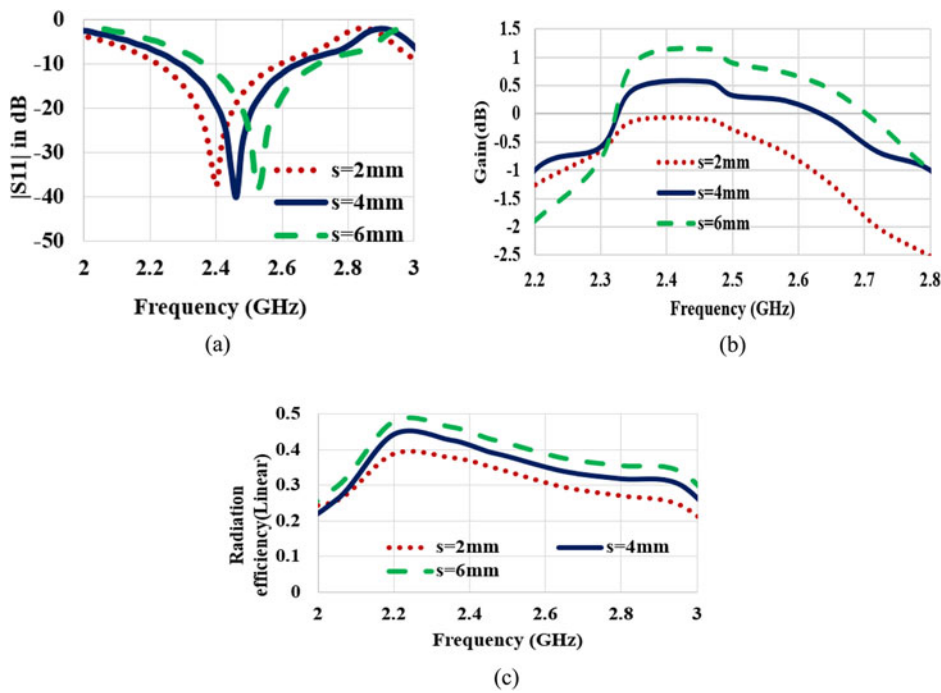 (a)
|S11| in dB
0
-10
-20
-30
-40
-50
s=2mm
s=4mm
s=6mm
2 2.2 2.4 2.6 2.8 3
Frequency (GHz)
(a)
Gain(dB)
1.5
1
0.5
0
-0.5
-1
-1.5
-2
-2.5
s=2mm
s=4mm
s=6mm
2.2 2.3 2.4 2.5 2.6 2.7 2.8
Frequency (GHz)
(b)
Radiation
efficiency(Linear)
0.5
0.4
0.3
0.2
0.1
0
s=2mm s=4mm
s=6mm
2 2.2 2.4 2.6 2.8 3
Frequency (GHz)
(c)